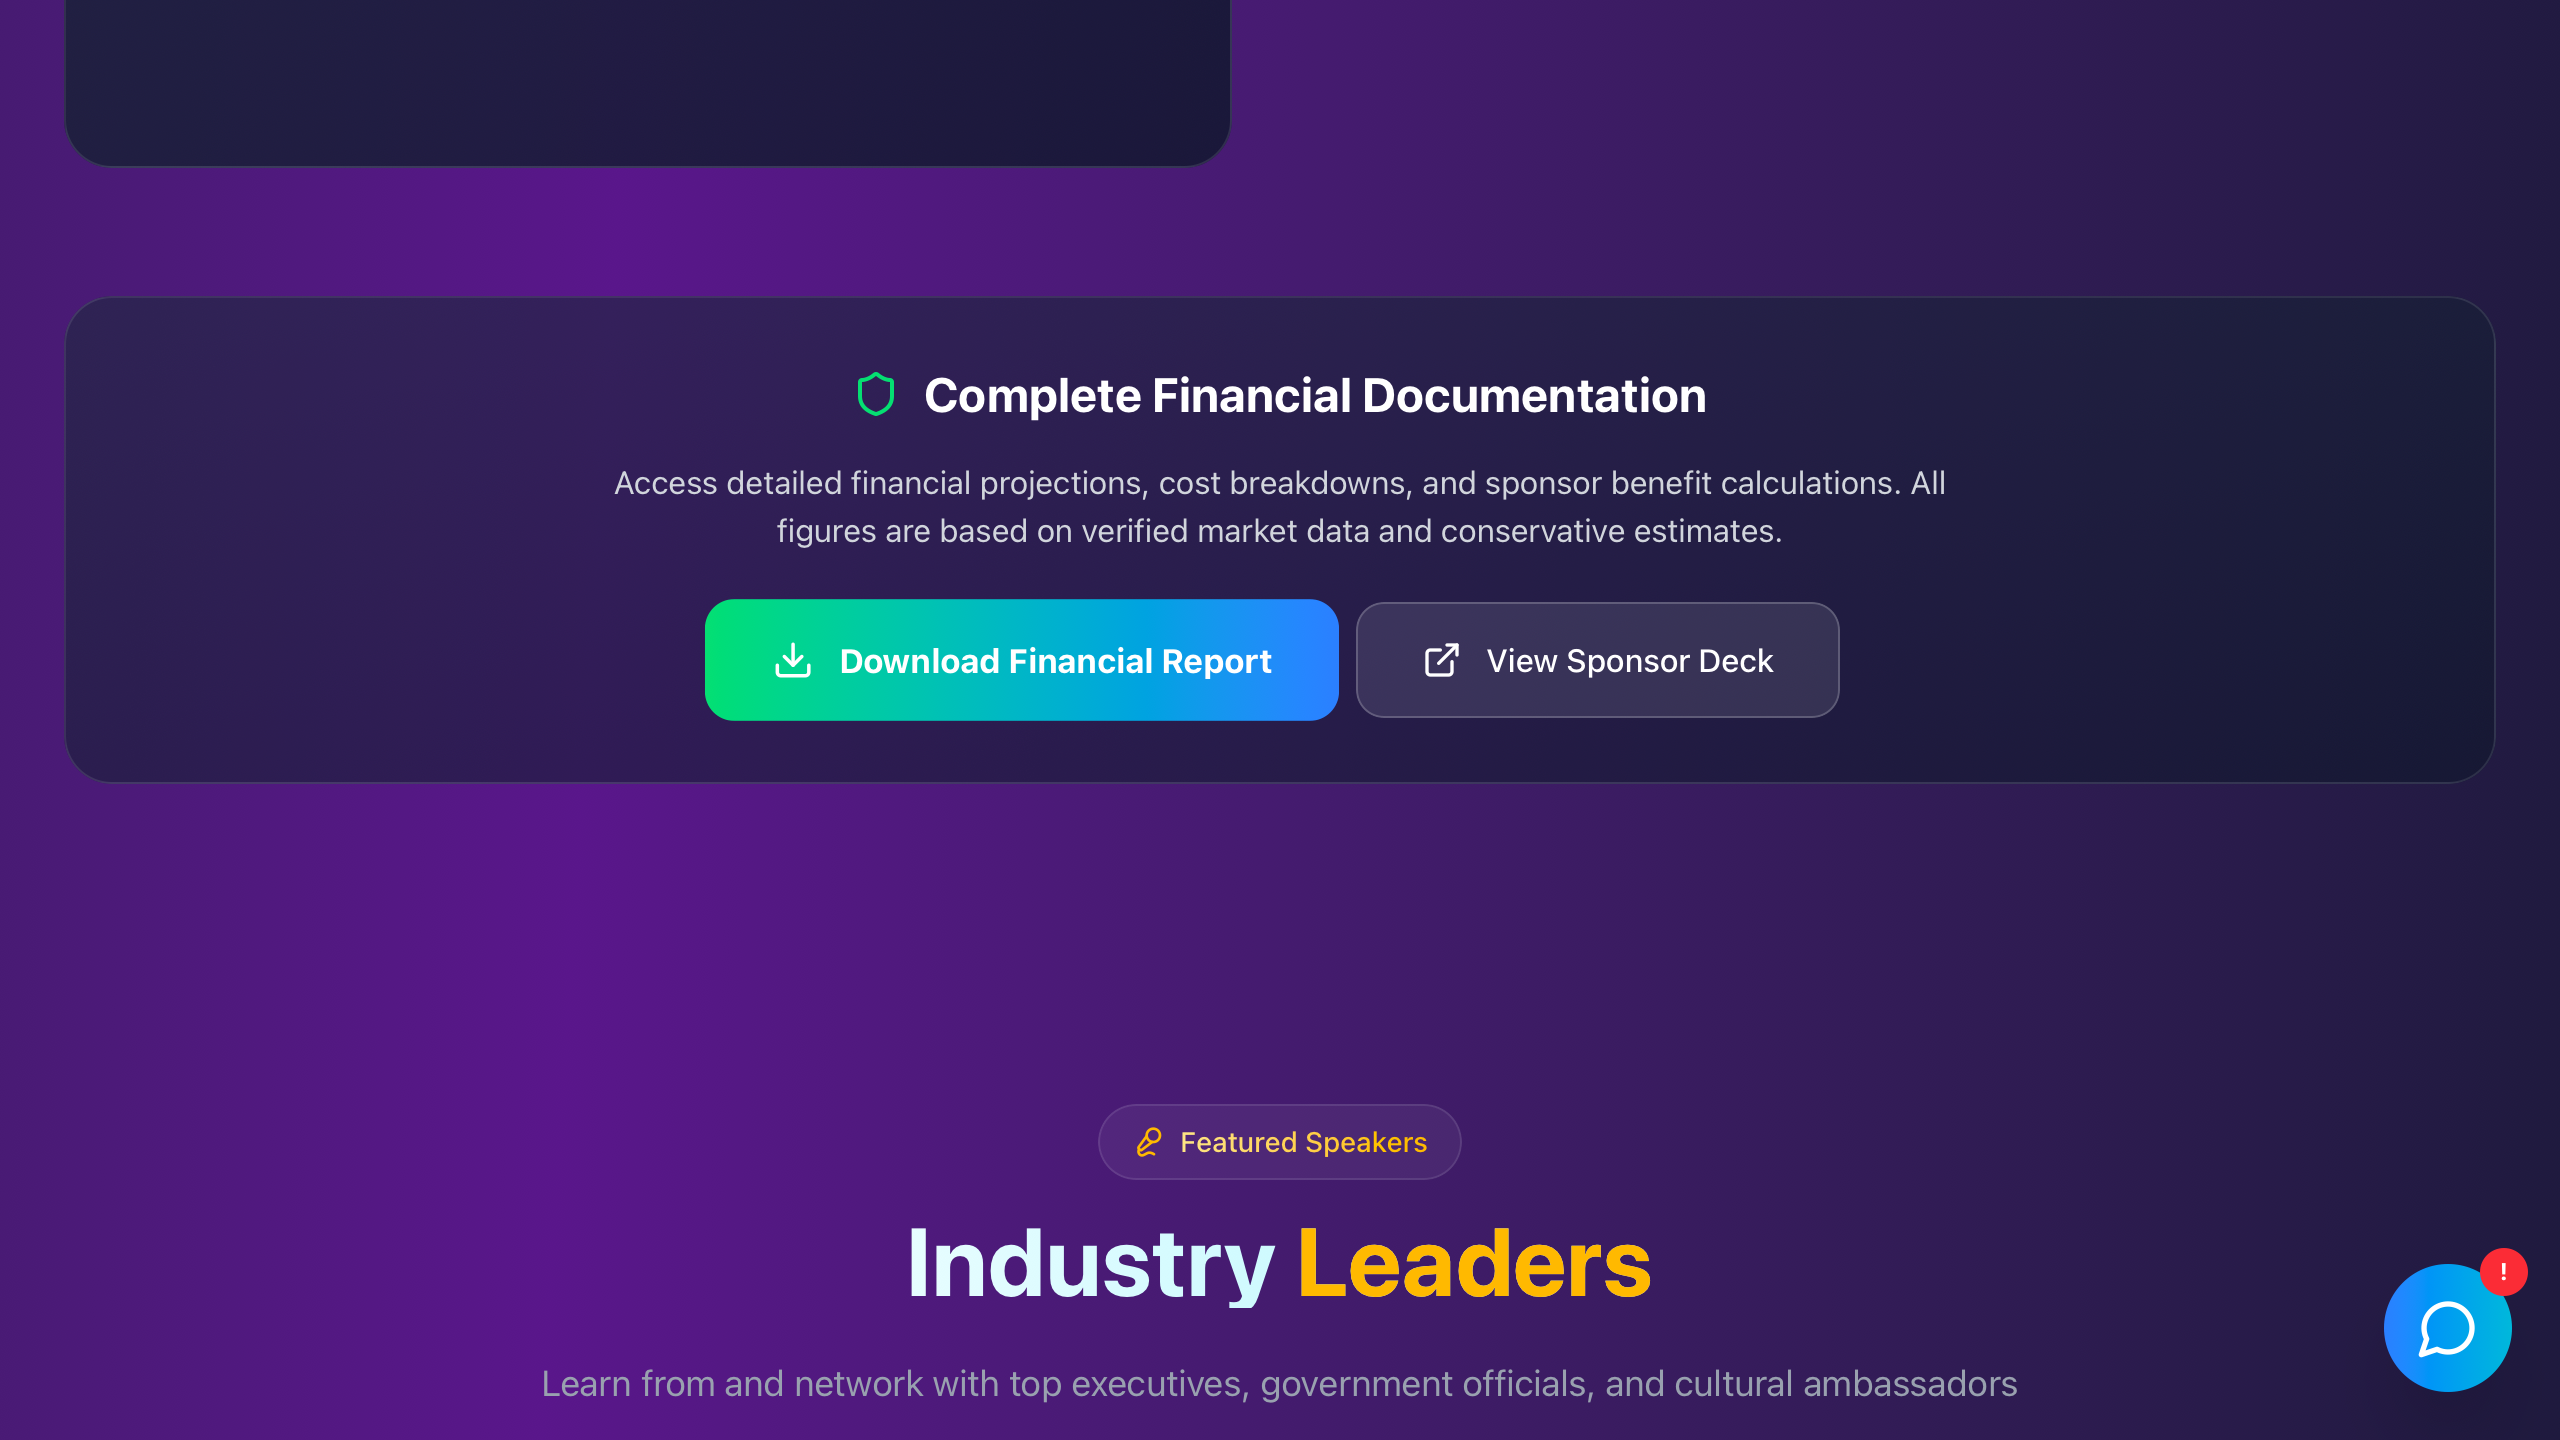 Complete Financial Documentation
Access detailed financial projections, cost breakdowns, and sponsor benefit calculations. All
figures are based on verified market data and conservative estimates.
Download Financial Report
View Sponsor Deck
Featured Speakers
Industry Leaders
!
Learn from and network with top executives, government officials, and cultural ambassadors